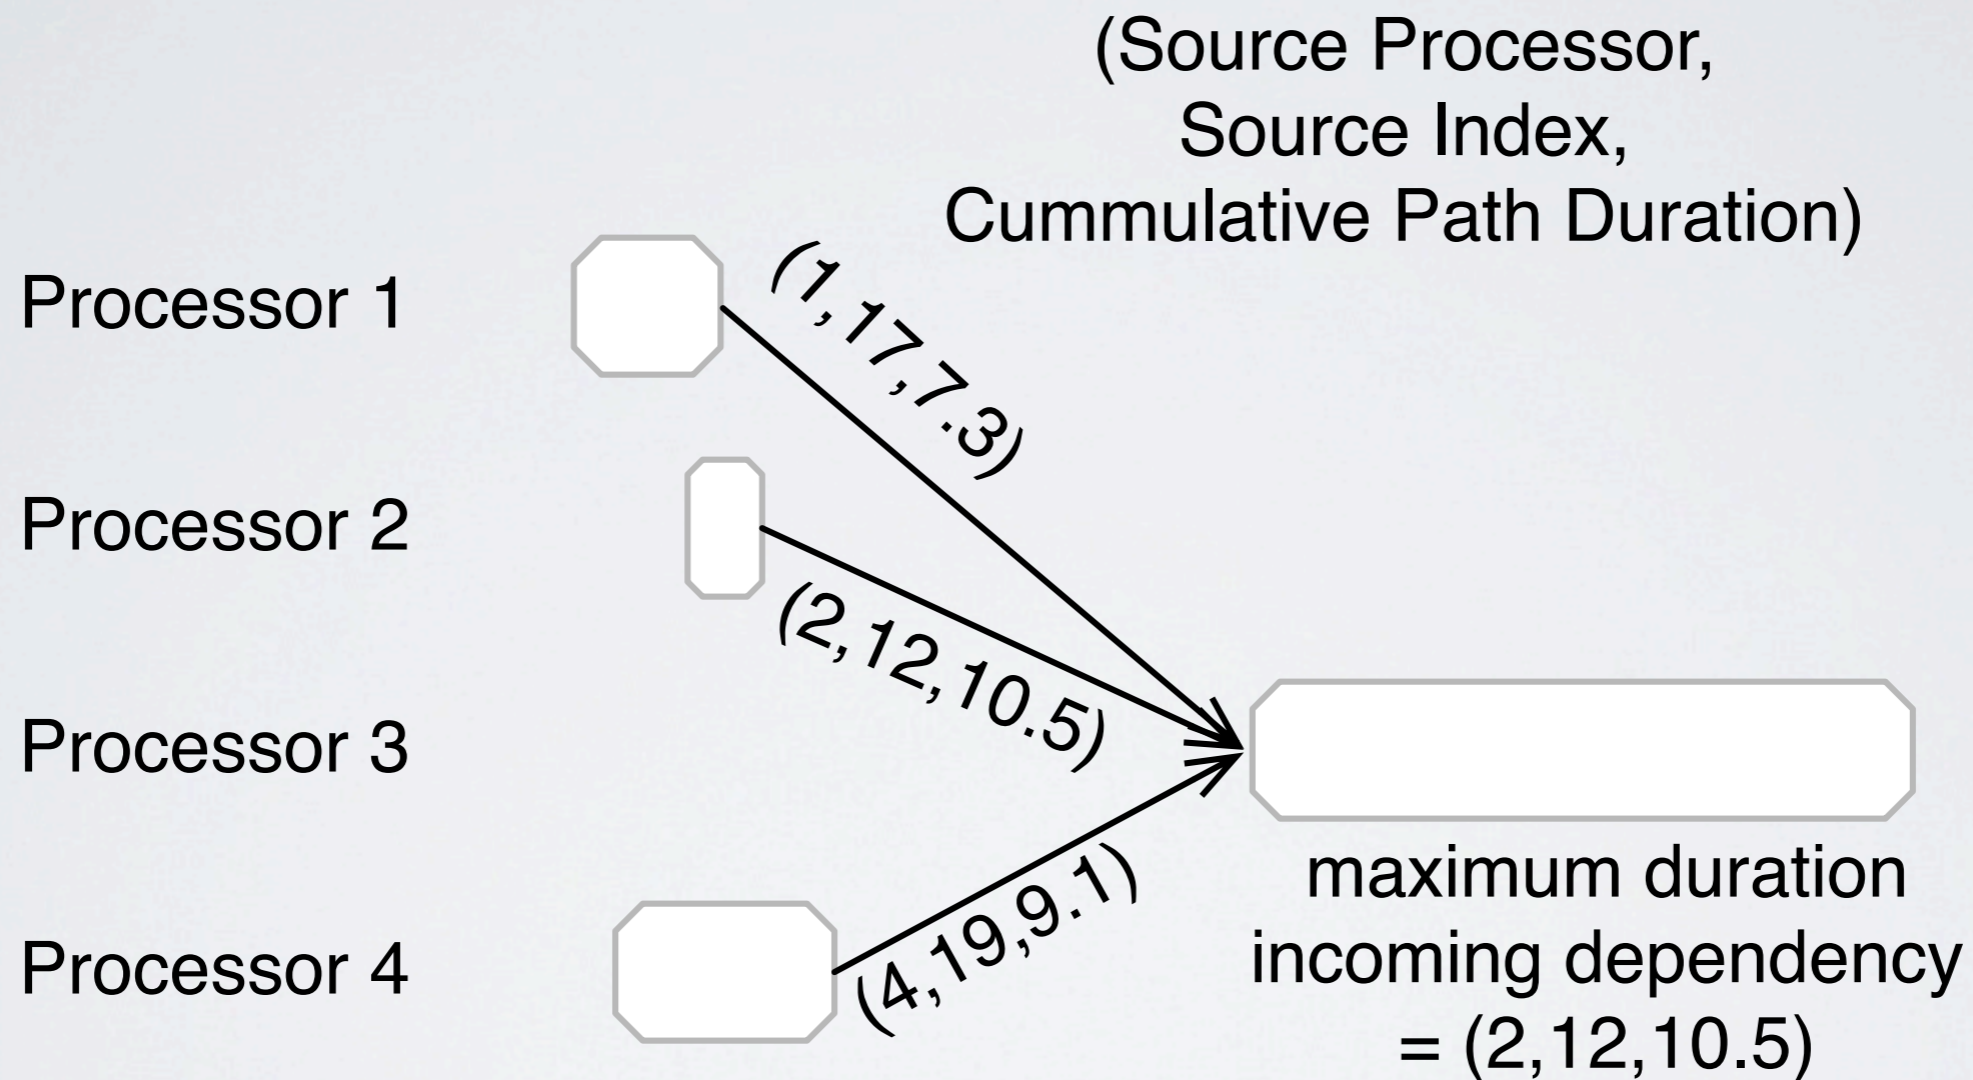 (Source Processor,
Source Index,
Cummulative Path Duration)
Processor 1
(1,17,7.3)
Processor 2
(2,12,10.5)
Processor 3
Processor 4
(4,19,9.1)
maximum duration
incoming dependency
= (2,12,10.5)